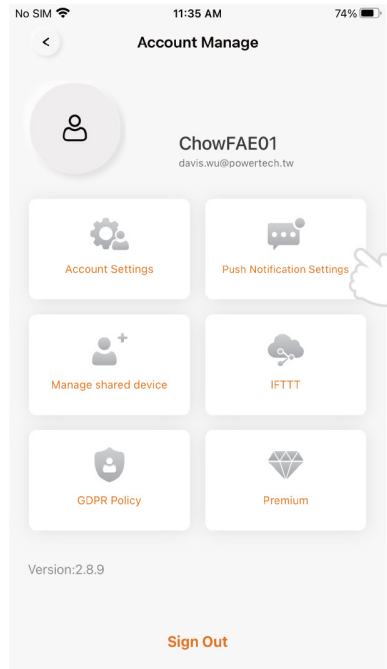 No SIM 11:35 AM 74%
Account Manage
ChowFAE01
davis.wu@powertech.tw
Account Settings Push Notification Settings
Manage shared device IFTTT
GDPR Policy Premium
Version:2.8.9
Sign Out